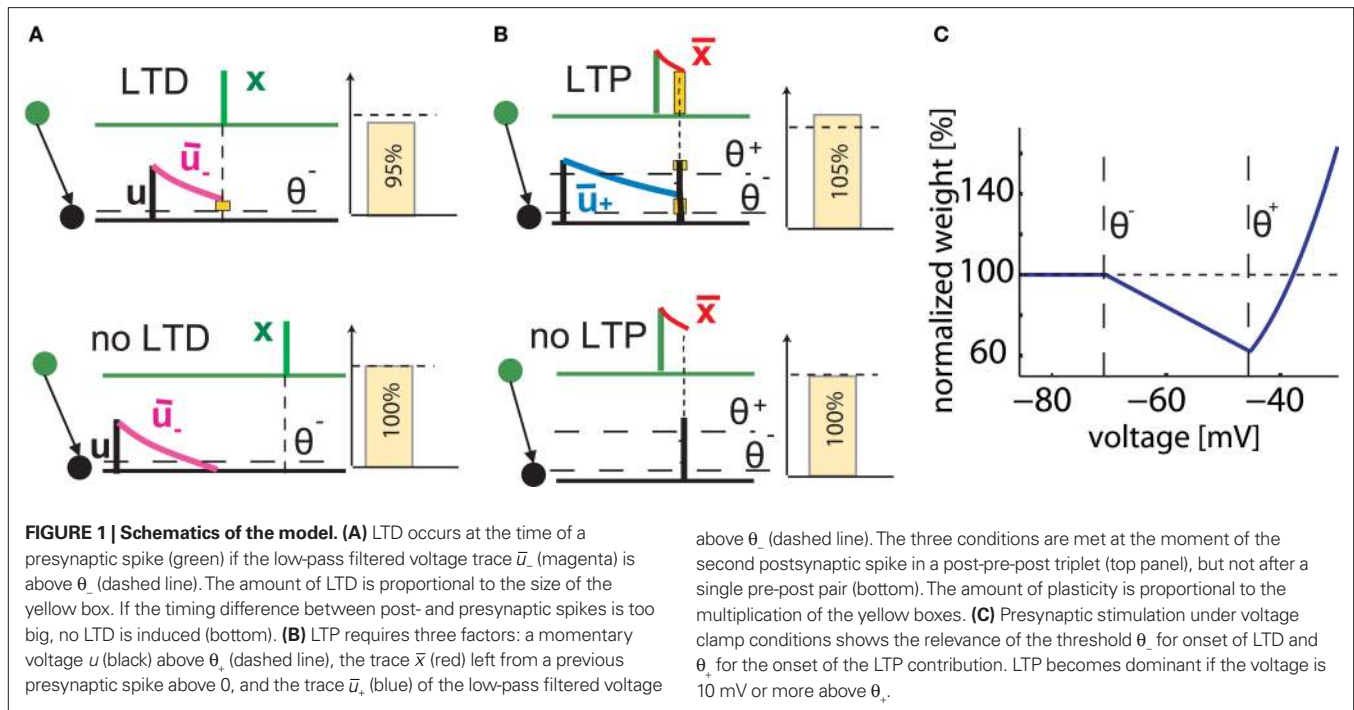 A
LTD
x
u
ū₋
θ⁻
95%
no LTD
x
u
ū₋
θ⁻
100%
B
LTP
x̅
θ⁺
θ⁻
ū+
105%
no LTP
x̅
θ⁺
θ⁻
100%
C
normalized weight [%]
140
100
60
θ⁻
θ⁺
−80
−60
−40
voltage [mV]
FIGURE 1 | Schematics of the model. (A) LTD occurs at the time of a
presynaptic spike (green) if the low-pass filtered voltage trace ū₋ (magenta) is
above θ₋ (dashed line). The amount of LTD is proportional to the size of the
yellow box. If the timing difference between post- and presynaptic spikes is too
big, no LTD is induced (bottom). (B) LTP requires three factors: a momentary
voltage u (black) above θ₊ (dashed line), the trace x̅ (red) left from a previous
presynaptic spike above 0, and the trace ū₊ (blue) of the low-pass filtered voltage
above θ₋ (dashed line). The three conditions are met at the moment of the
second postsynaptic spike in a post-pre-post triplet (top panel), but not after a
single pre-post pair (bottom). The amount of plasticity is proportional to the
multiplication of the yellow boxes. (C) Presynaptic stimulation under voltage
clamp conditions shows the relevance of the threshold θ₋ for onset of LTD and
θ₊ for the onset of the LTP contribution. LTP becomes dominant if the voltage is
10 mV or more above θ₊.